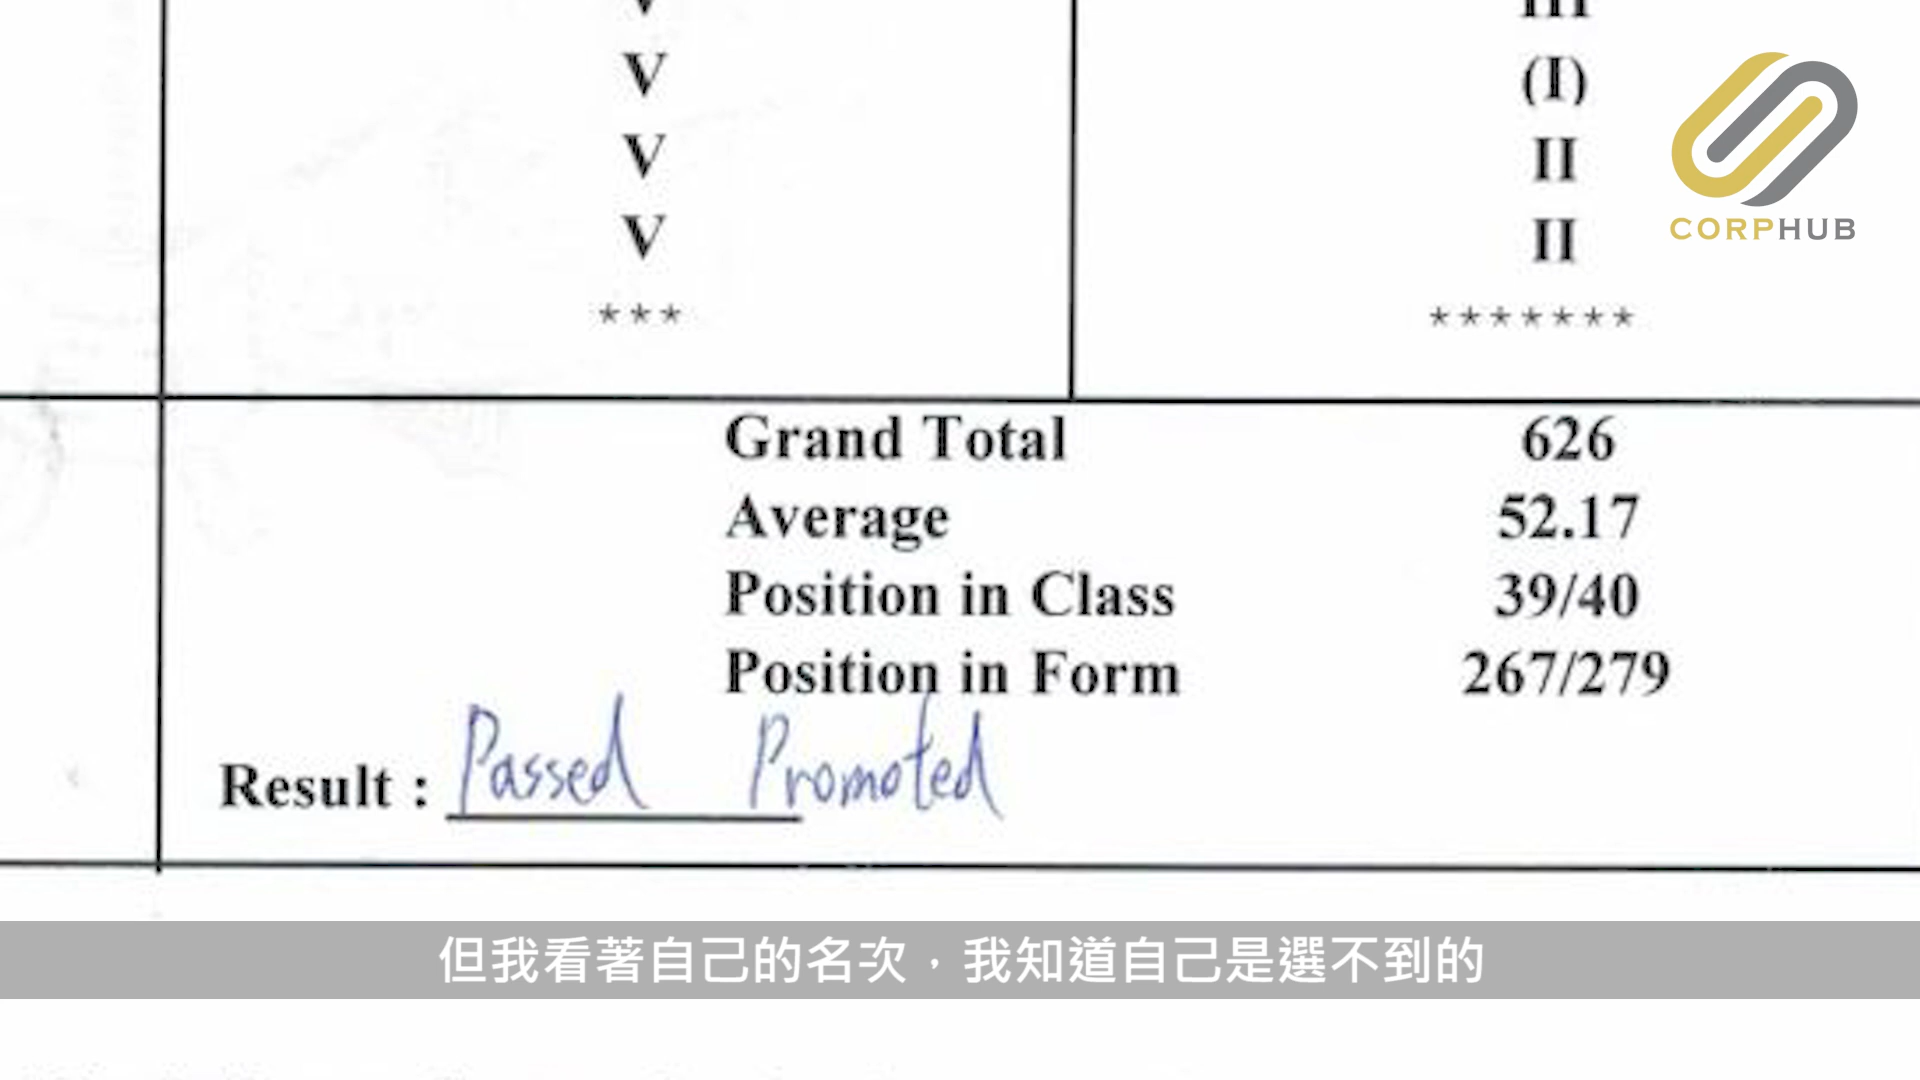 V III
V (I)
V II
V II
*** *******
CORPHUB
Grand Total 626
Average 52.17
Position in Class 39/40
Position in Form 267/279
Result : Passed Promoted
但我看著自己的名次，我知道自己是選不到的